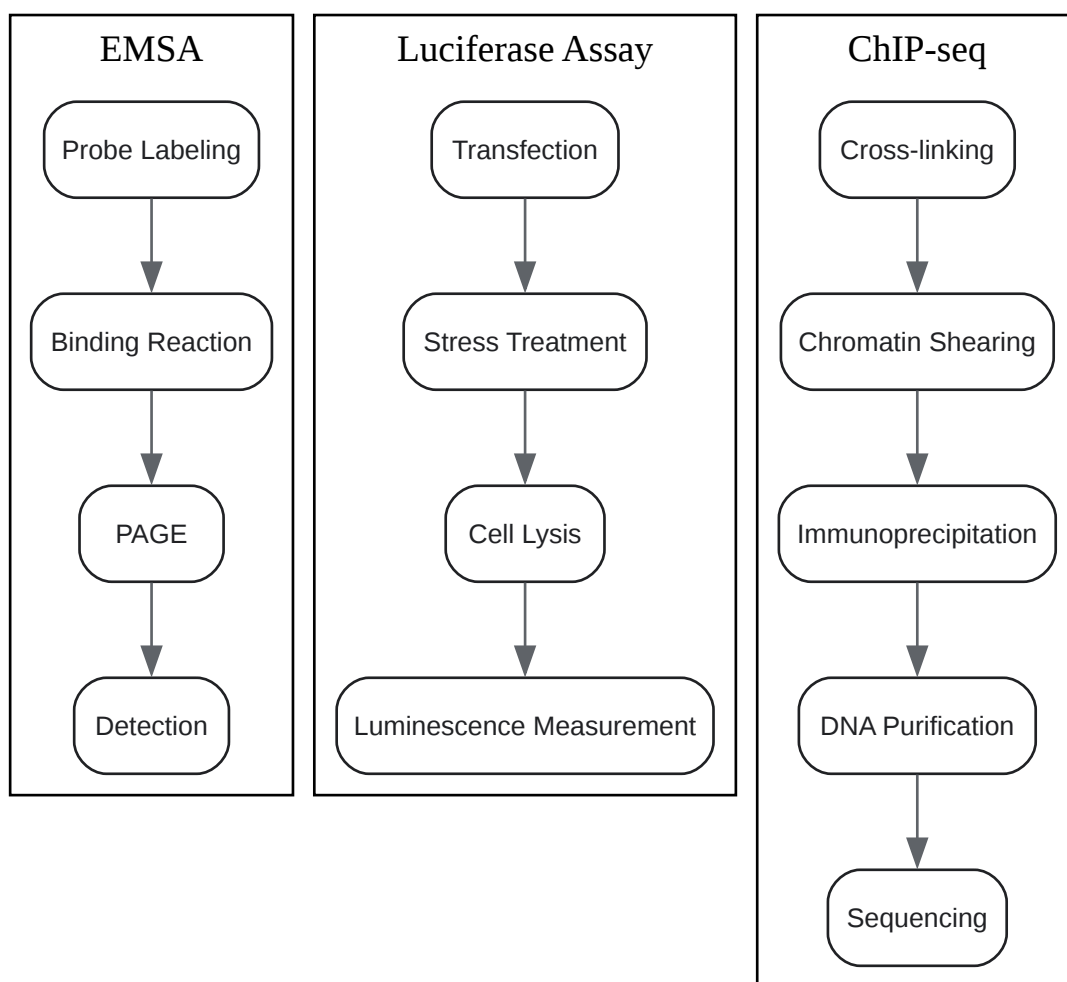 EMSA
Probe Labeling
Binding Reaction
PAGE
Detection
Luciferase Assay
Transfection
Stress Treatment
Cell Lysis
Luminescence Measurement
ChIP-seq
Cross-linking
Chromatin Shearing
Immunoprecipitation
DNA Purification
Sequencing